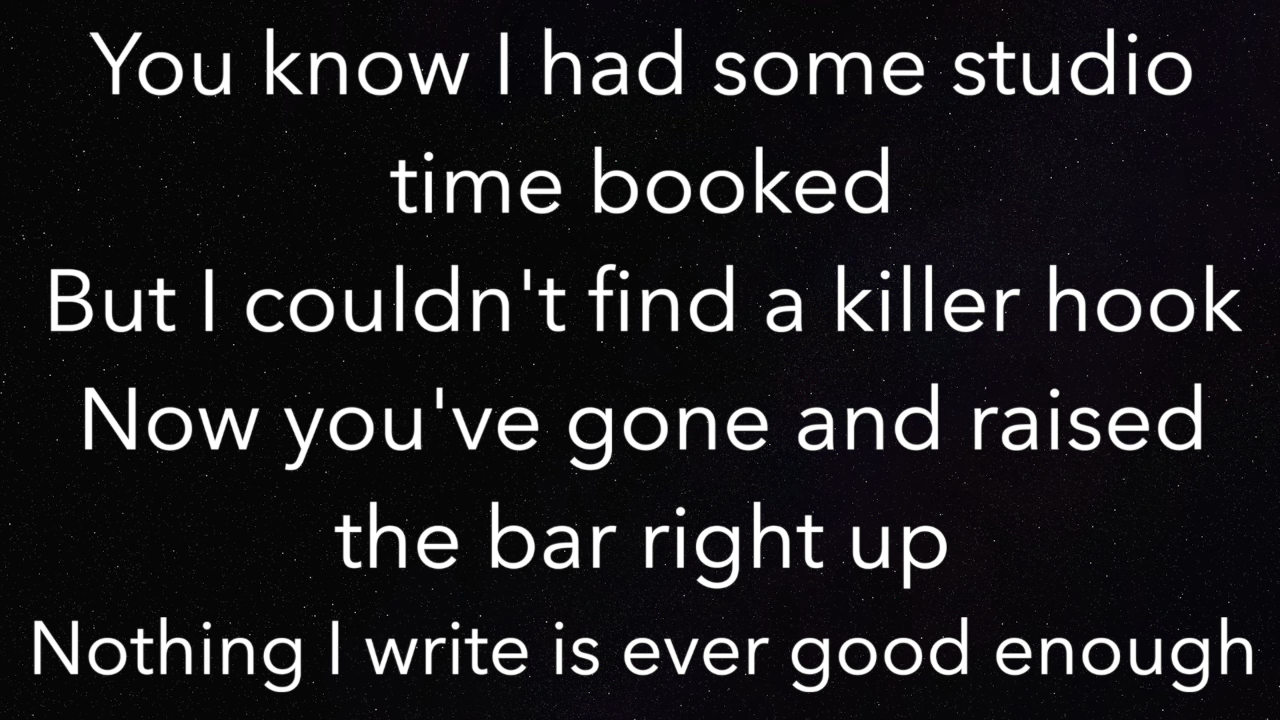 You know I had some studio
time booked
But I couldn't find a killer hook
Now you've gone and raised
the bar right up
Nothing I write is ever good enough